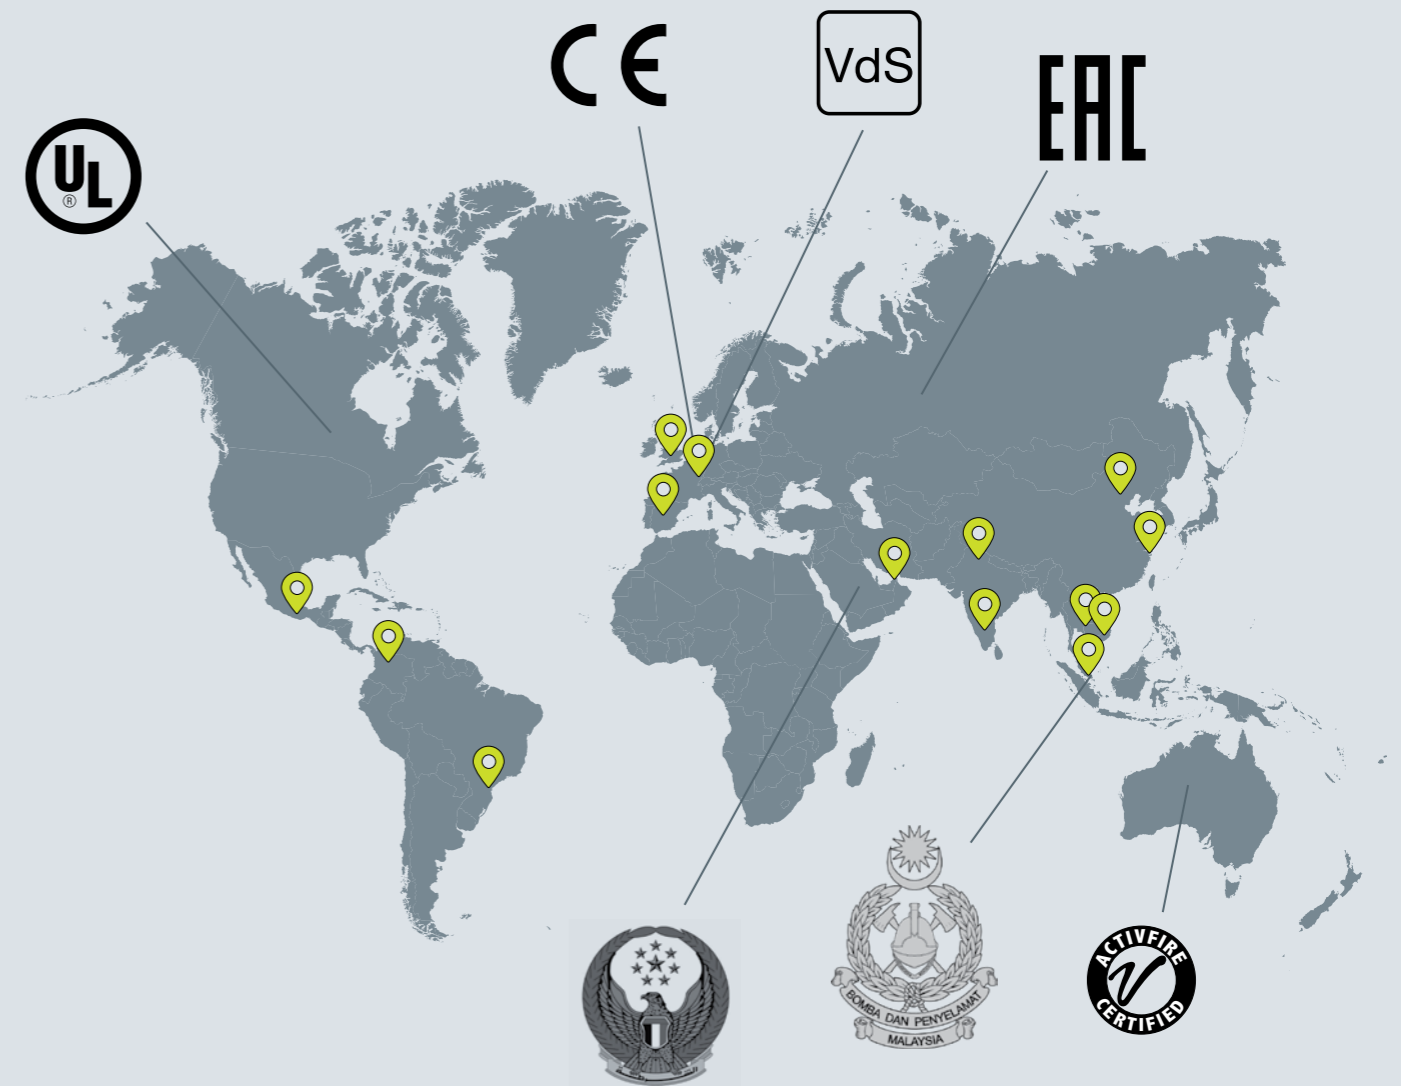 CE
VdS
EAC
UL
®
BOMBA DAN PENYELAMAT
MALAYSIA
ACTIVFIRE
CERTIFIED